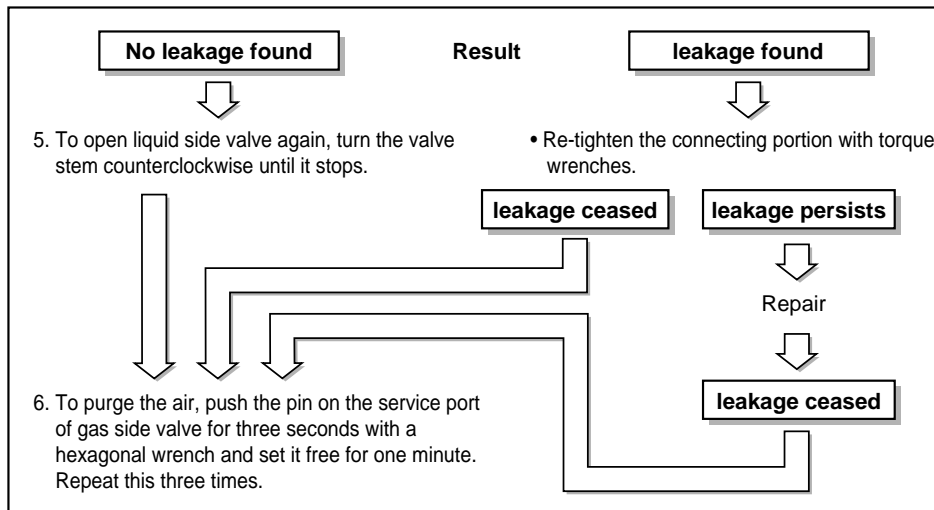 No leakage found
Result
leakage found
5. To open liquid side valve again, turn the valve
stem counterclockwise until it stops.
• Re-tighten the connecting portion with torque
wrenches.
leakage ceased
leakage persists
Repair
leakage ceased
6. To purge the air, push the pin on the service port
of gas side valve for three seconds with a
hexagonal wrench and set it free for one minute.
Repeat this three times.